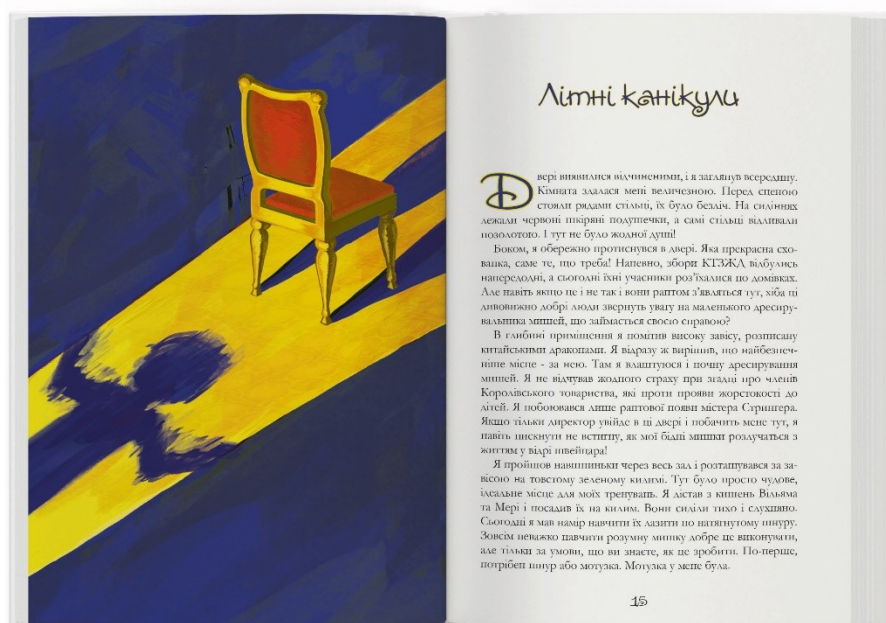 Літні канікули
Двері виявилися відчиненими, і я заглянув всередину.
Кімната здалася мені величезною. Перед сценою
стояли рядами стільці, їх було безліч. На сидіннях
лежали червоні шкіряні подушечки, а самі стільці відливали
позолотою. І тут не було жодної душі!
Боком, я обережно протиснувся в двері. Яка прекрасна схо-
ванка, саме те, що треба! Напевно, збори КТЗЖД відбулись
напередодні, а сьогодні їхні учасники роз’їхалися по домівках.
Але навіть якщо це і не так і вони раптом з’являться тут, хіба ці
дивовижно добрі люди звернуть увагу на маленького дресиру-
вальника мишей, що займається своєю справою?
В глибині приміщення я помітив високу завісу, розписану
китайськими драконами. Я відразу ж вирішив, що найбезпеч-
ніше місце - за нею. Там я влаштуюся і почну дресирування
мишей. Я не відчував жодного страху при згадці про членів
Королівського товариства, які проти прояви жорстокості до
дітей. Я побоювався лише раптової появи містера Стрингера.
Якщо тільки директор увійде в ці двері і побачить мене тут, я
навіть пискнути не встигну, як мої бідні мишки розлучаться з
життям у відрі швейцара!
Я пройшов навшпиньки через весь зал і розташувався за за-
вісою на товстому зеленому килимі. Тут було просто чудове,
ідеальне місце для моїх тренувань. Я дістав з кишень Вільяма
та Мері і посадив їх на килим. Вони сиділи тихо і слухняно.
Сьогодні я мав намір навчити їх лазити по натягнутому шнуру.
Зовсім неважко навчити розумну мишку добре це виконувати,
але тільки за умови, що ви знаєте, як це зробити. По-перше,
потрібен шнур або мотузка. Мотузка у мене була.
15